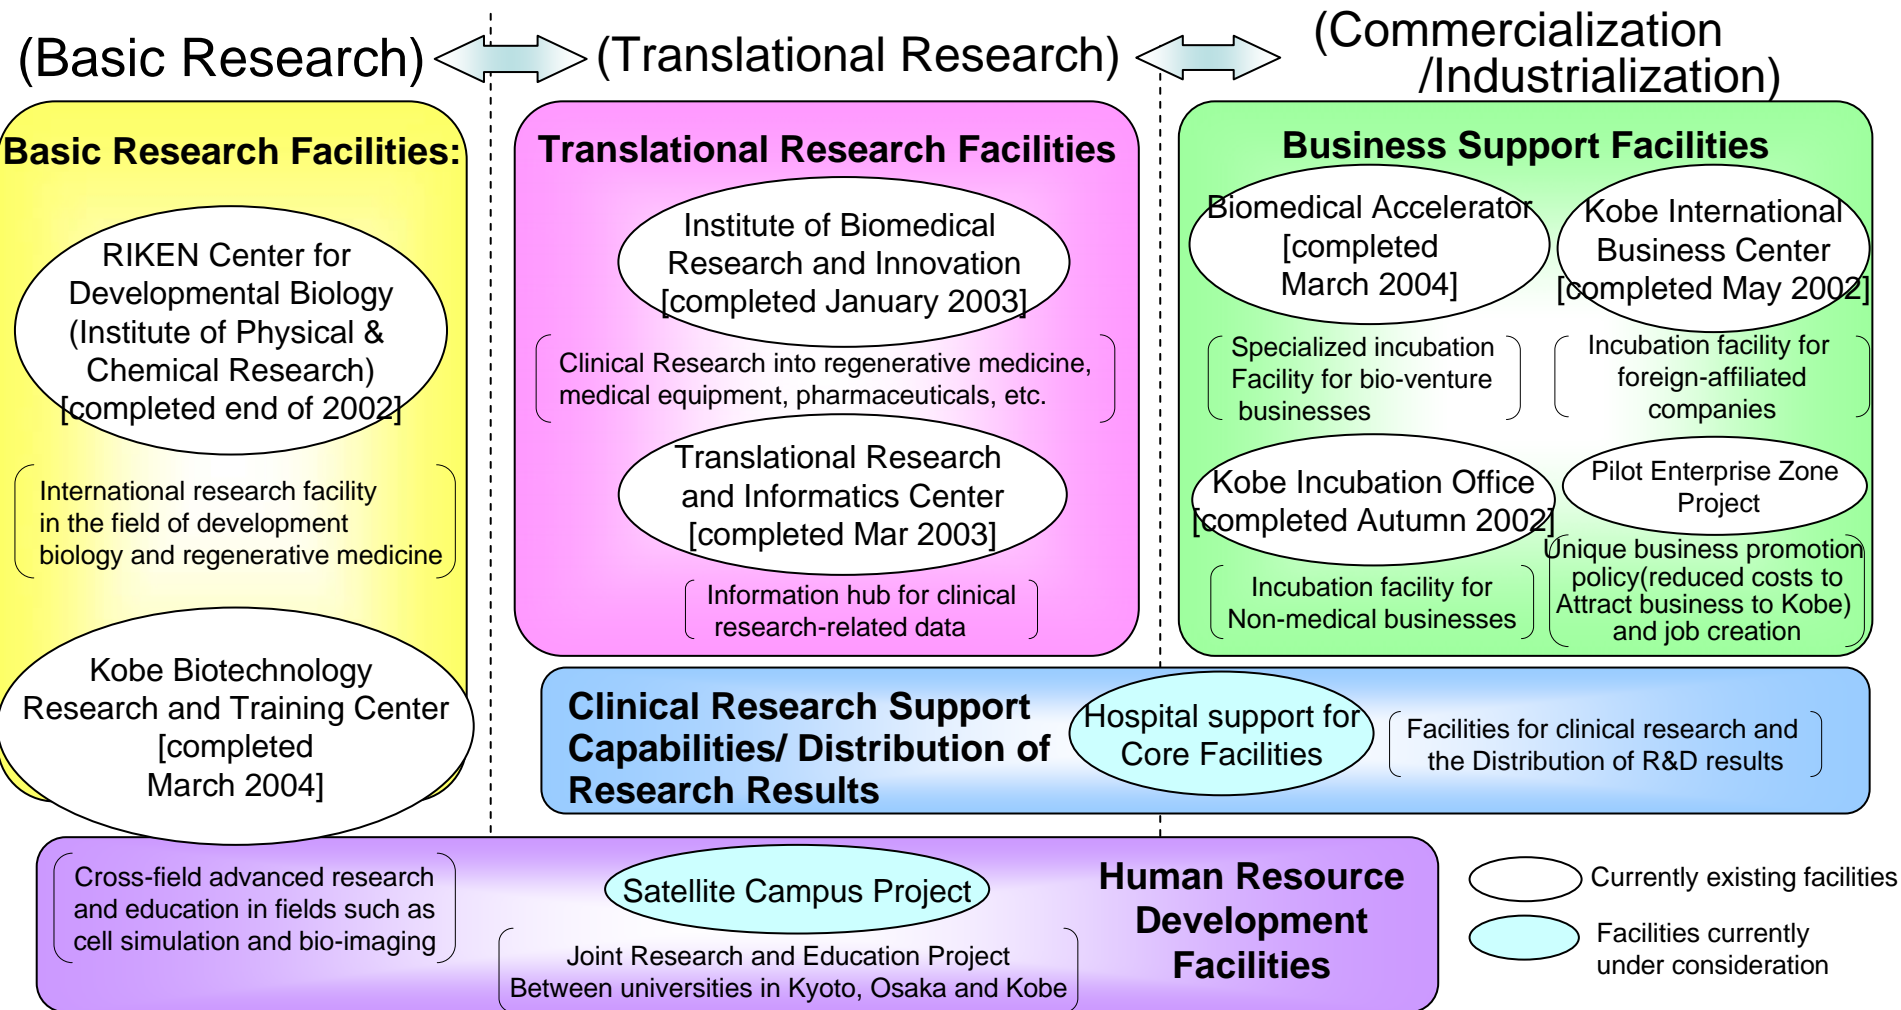 (Basic Research)
(Translational Research)
(Commercialization
/Industrialization)
Basic Research Facilities:
RIKEN Center for
Developmental Biology
(Institute of Physical &
Chemical Research)
[completed end of 2002]
International research facility
in the field of development
biology and regenerative medicine
Kobe Biotechnology
Research and Training Center
[completed
March 2004]
Translational Research Facilities
Institute of Biomedical
Research and Innovation
[completed January 2003]
Clinical Research into regenerative medicine,
medical equipment, pharmaceuticals, etc.
Translational Research
and Informatics Center
[completed Mar 2003]
Information hub for clinical
research-related data
Business Support Facilities
Biomedical Accelerator
[completed
March 2004]
Specialized incubation
Facility for bio-venture
businesses
Kobe International
Business Center
[completed May 2002]
Incubation facility for
foreign-affiliated
companies
Kobe Incubation Office
[completed Autumn 2002]
Incubation facility for
Non-medical businesses
Pilot Enterprise Zone
Project
Unique business promotion
policy(reduced costs to
Attract business to Kobe)
and job creation
Clinical Research Support
Capabilities/ Distribution of
Research Results
Hospital support for
Core Facilities
Facilities for clinical research and
the Distribution of R&D results
Cross-field advanced research
and education in fields such as
cell simulation and bio-imaging
Satellite Campus Project
Joint Research and Education Project
Between universities in Kyoto, Osaka and Kobe
Human Resource
Development
Facilities
Currently existing facilities
Facilities currently
under consideration